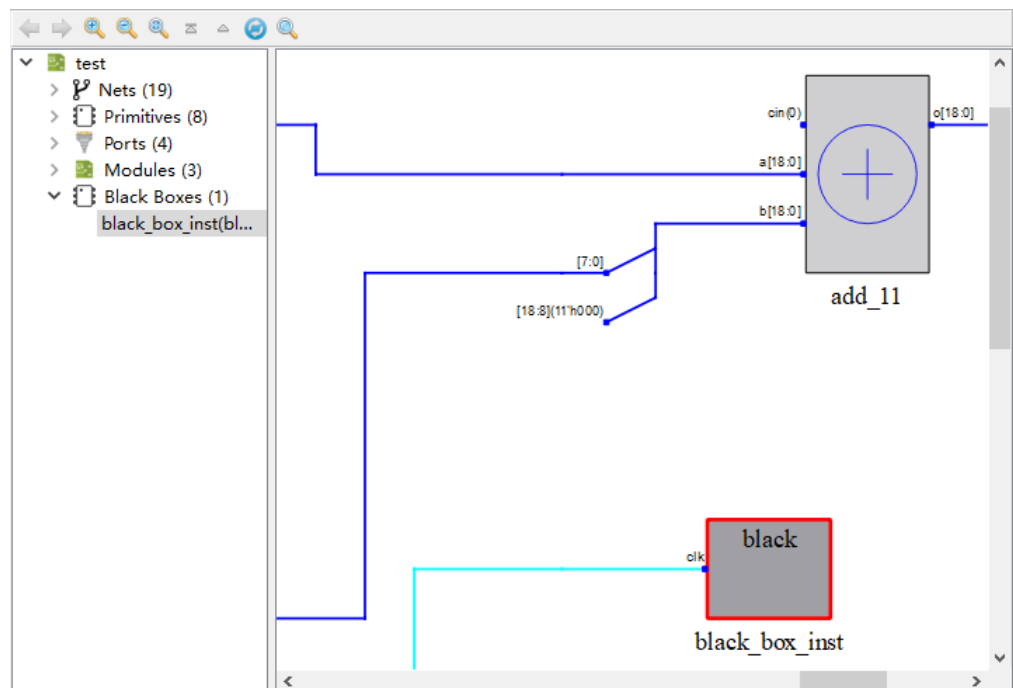 test
Nets (19)
Primitives (8)
Ports (4)
Modules (3)
Black Boxes (1)
black_box_inst(bl...
cin(0)
o[18:0]
a[18:0]
b[18:0]
[7:0]
[18:8](11'h000)
add_11
black
clk
black_box_inst